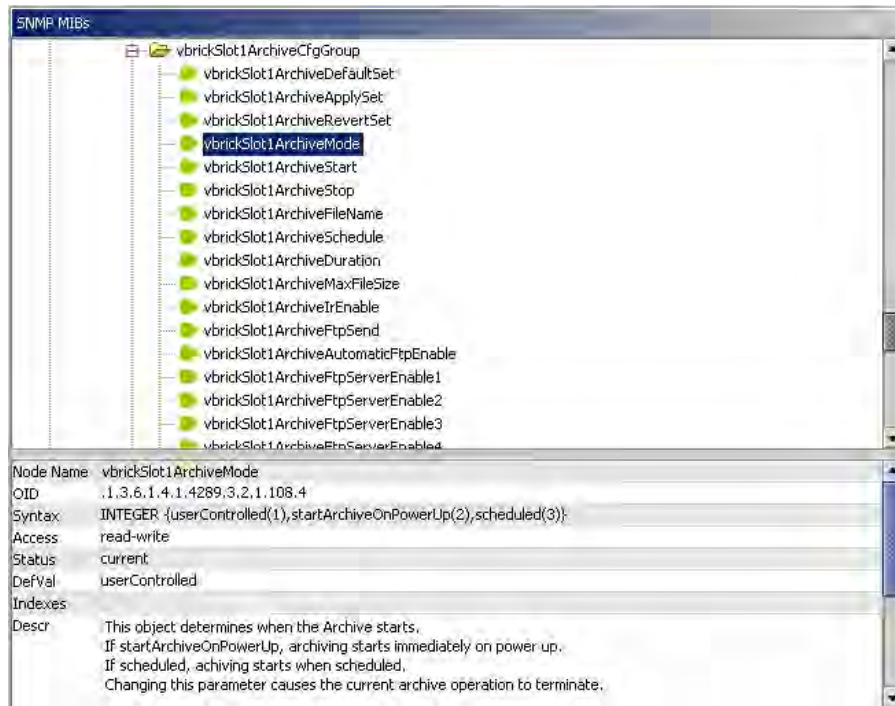 SNMP MIBs
vbrickSlot1ArchiveCfgGroup
vbrickSlot1ArchiveDefaultSet
vbrickSlot1ArchiveApplySet
vbrickSlot1ArchiveRevertSet
vbrickSlot1ArchiveMode
vbrickSlot1ArchiveStart
vbrickSlot1ArchiveStop
vbrickSlot1ArchiveFileName
vbrickSlot1ArchiveSchedule
vbrickSlot1ArchiveDuration
vbrickSlot1ArchiveMaxFileSize
vbrickSlot1ArchiveIrEnable
vbrickSlot1ArchiveFtpSend
vbrickSlot1ArchiveAutomaticFtpEnable
vbrickSlot1ArchiveFtpServerEnable1
vbrickSlot1ArchiveFtpServerEnable2
vbrickSlot1ArchiveFtpServerEnable3
vbrickSlot1ArchiveFtpServerEnable4
Node Name vbrickSlot1ArchiveMode
OID .1.3.6.1.4.1.4289.3.2.1.108.4
Syntax INTEGER {userControlled(1),startArchiveOnPowerUp(2),scheduled(3)}
Access read-write
Status current
DefVal userControlled
Indexes
Descr This object determines when the Archive starts.
If startArchiveOnPowerUp, archiving starts immediately on power up.
If scheduled, achiving starts when scheduled.
Changing this parameter causes the current archive operation to terminate.